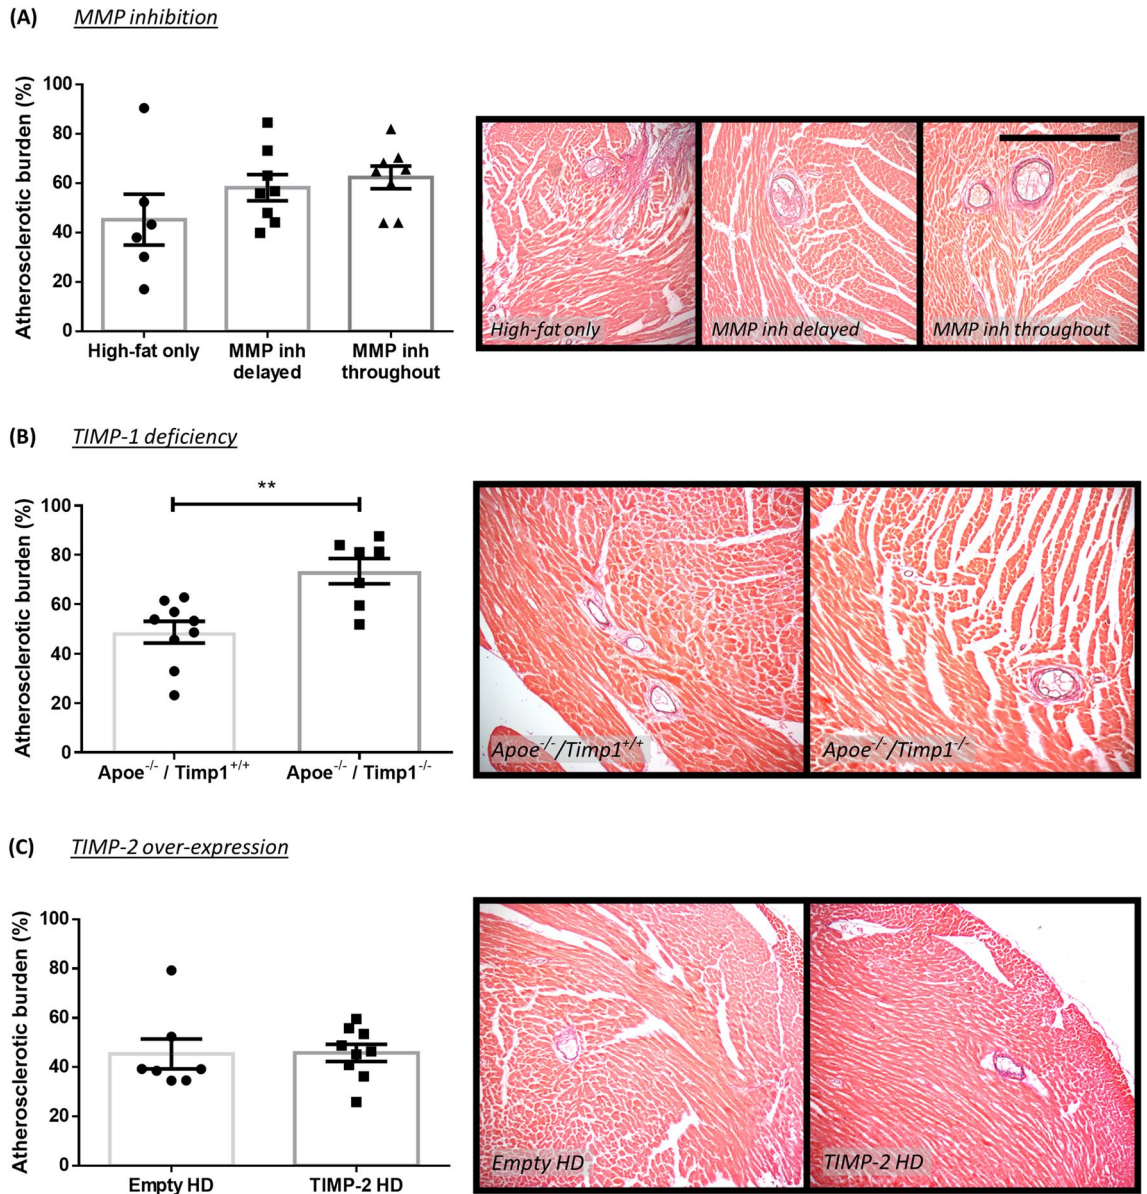 (A) MMP inhibition
Atherosclerotic burden (%)
100
80
60
40
20
0
High-fat only
MMP inh
delayed
MMP inh
throughout
High-fat only
MMP inh delayed
MMP inh throughout
(B) TIMP-1 deficiency
Atherosclerotic burden (%)
100
80
60
40
20
0
**
Apoe-/- / Timp1+/+
Apoe-/- / Timp1-/-
Apoe-/-/Timp1+/+
Apoe-/-/Timp1-/-
(C) TIMP-2 over-expression
Atherosclerotic burden (%)
100
80
60
40
20
0
Empty HD
TIMP-2 HD
Empty HD
TIMP-2 HD